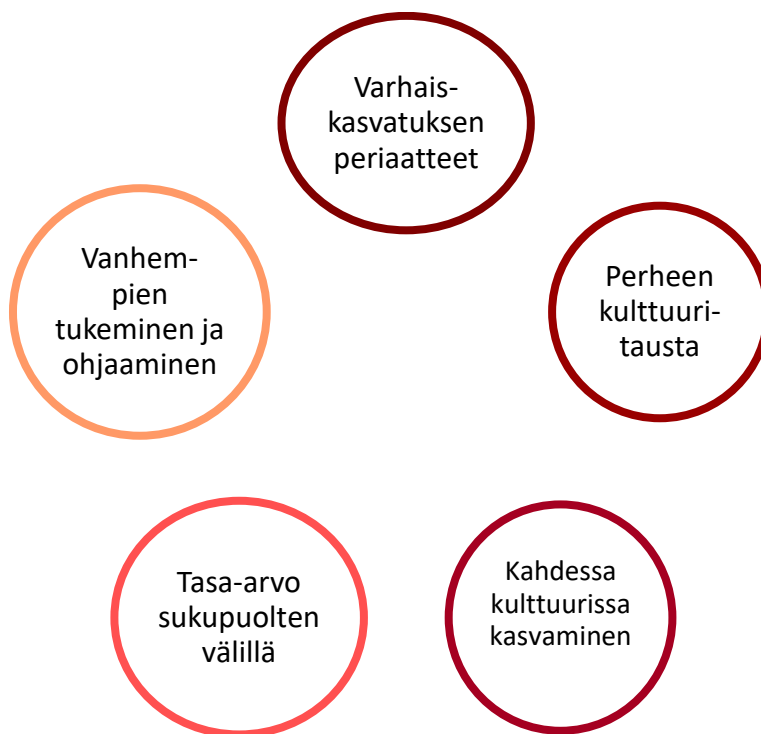 Varhais-
kasvatuksen
periaatteet
Vanhem-
pien
tukeminen ja
ohjaaminen
Perheen
kulttuuri-
tausta
Tasa-arvo
sukupuolten
välillä
Kahdessa
kulttuurissa
kasvaminen